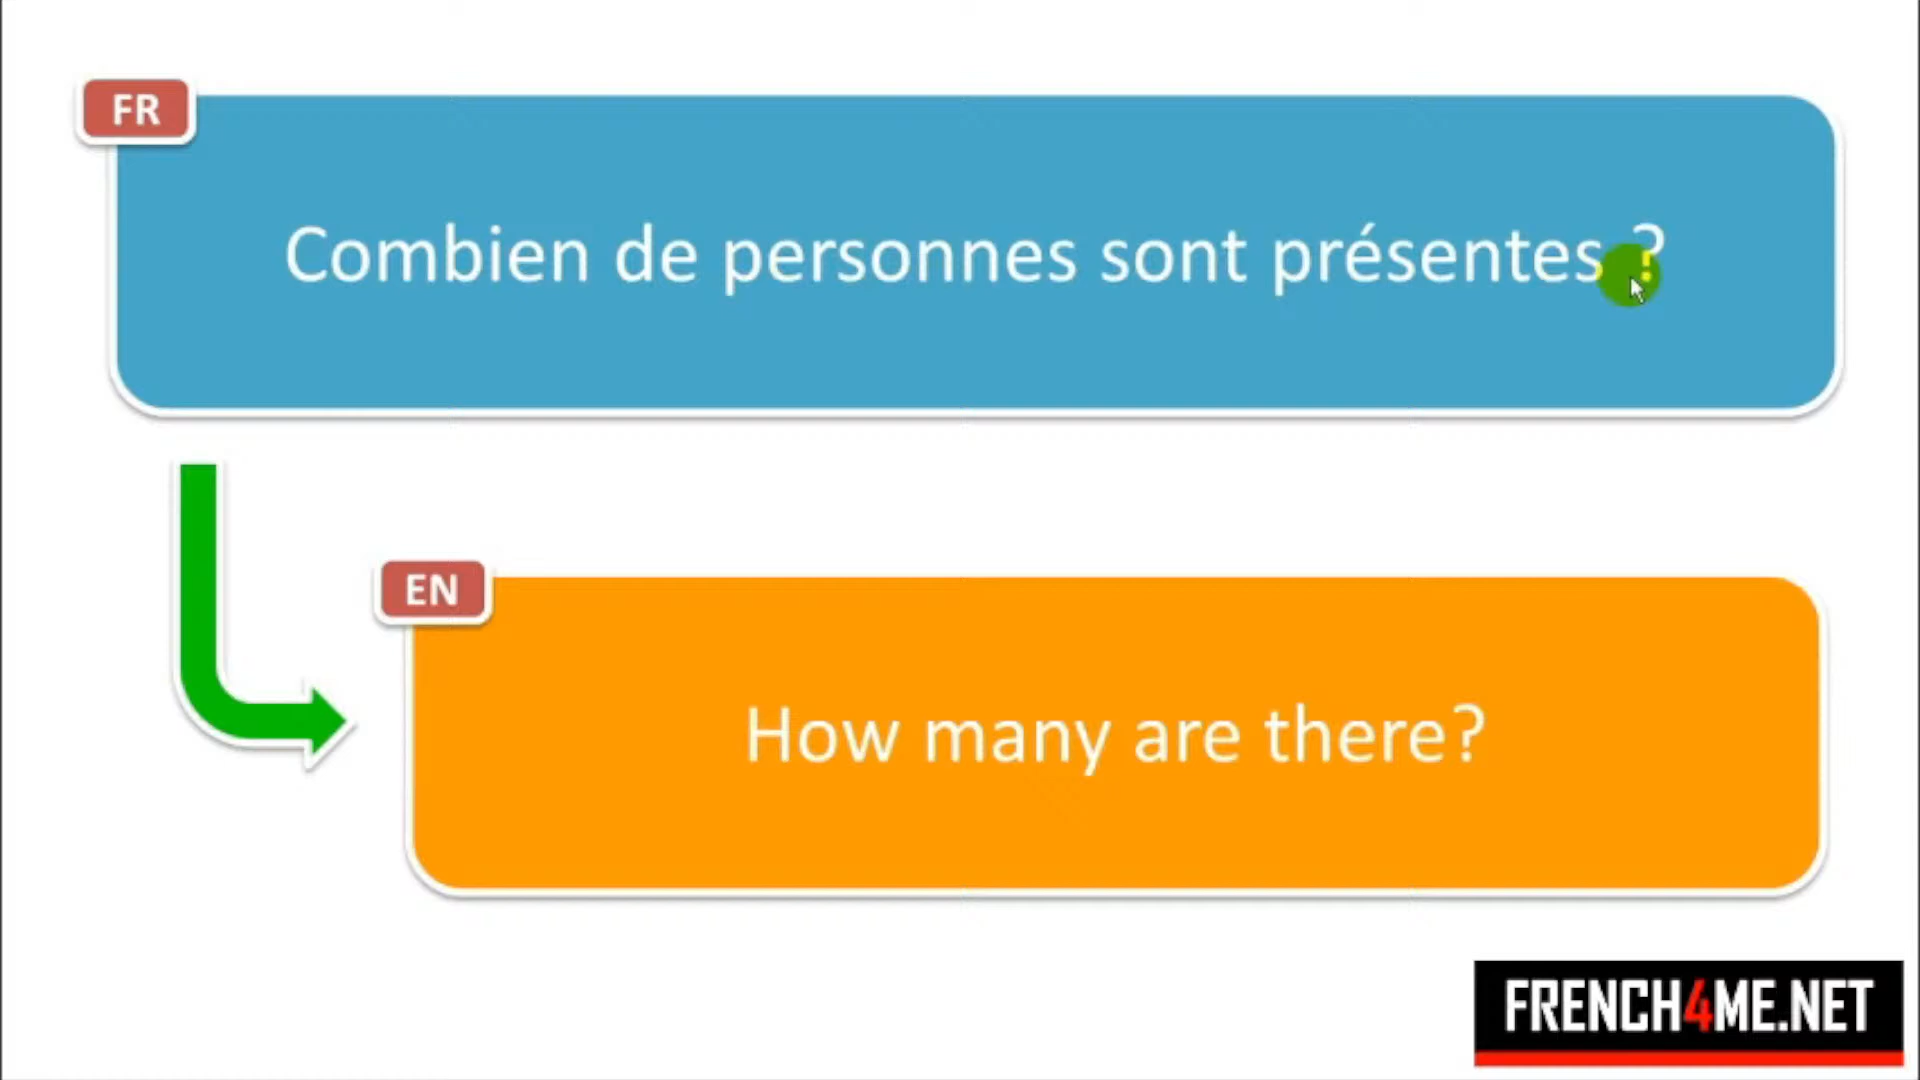 FR
Combien de personnes sont présentes ?
EN
How many are there?
FRENCH4ME.NET